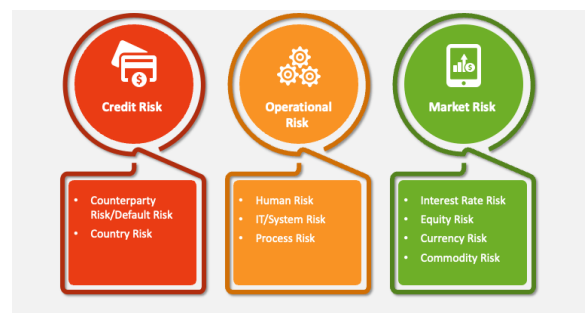 Credit Risk
Operational
Risk
Market Risk
• Counterparty
Risk/Default Risk
• Country Risk
• Human Risk
• IT/System Risk
• Process Risk
• Interest Rate Risk
• Equity Risk
• Currency Risk
• Commodity Risk